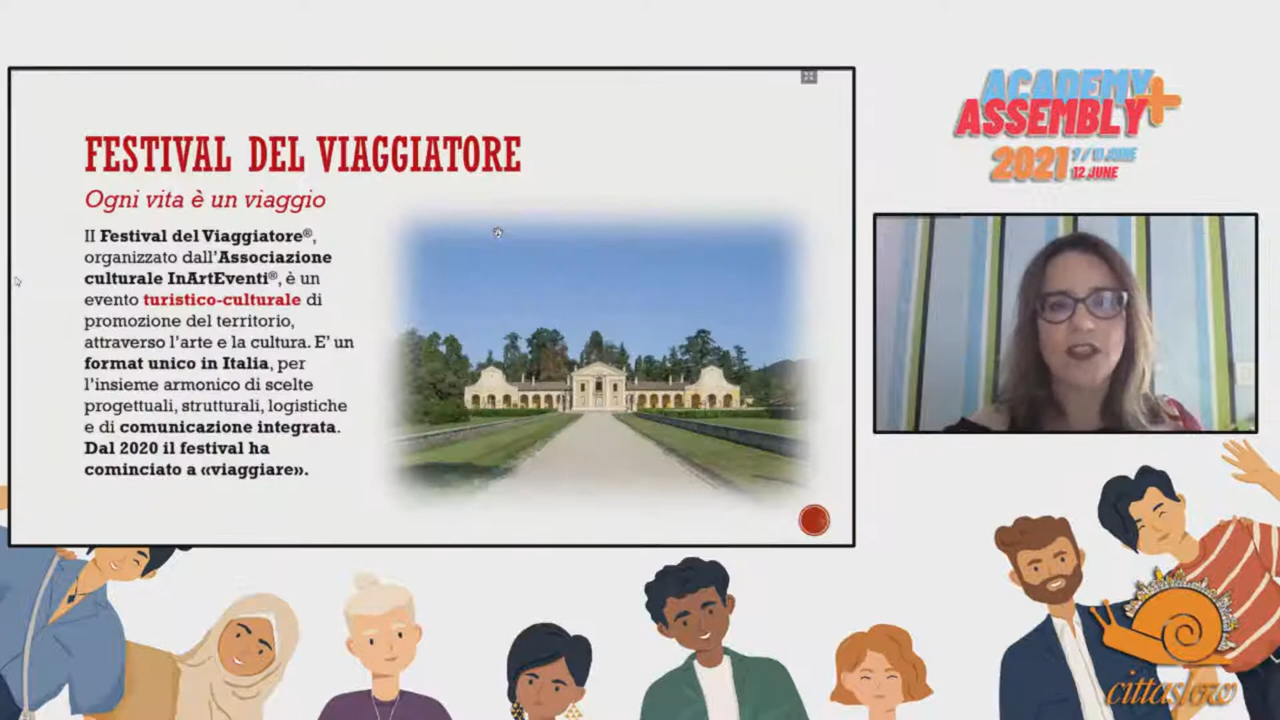 FESTIVAL DEL VIAGGIATORE
Ogni vita è un viaggio
Il Festival del Viaggiatore®,
organizzato dall'Associazione
culturale InArtEventi®, è un
evento turistico-culturale di
promozione del territorio,
attraverso l'arte e la cultura. E' un
format unico in Italia, per
l'insieme armonico di scelte
progettuali, strutturali, logistiche
e di comunicazione integrata.
Dal 2020 il festival ha
cominciato a «viaggiare».
ACADEMY+
ASSEMBLY
2021
JUNE
12 JUNE
cittaslow